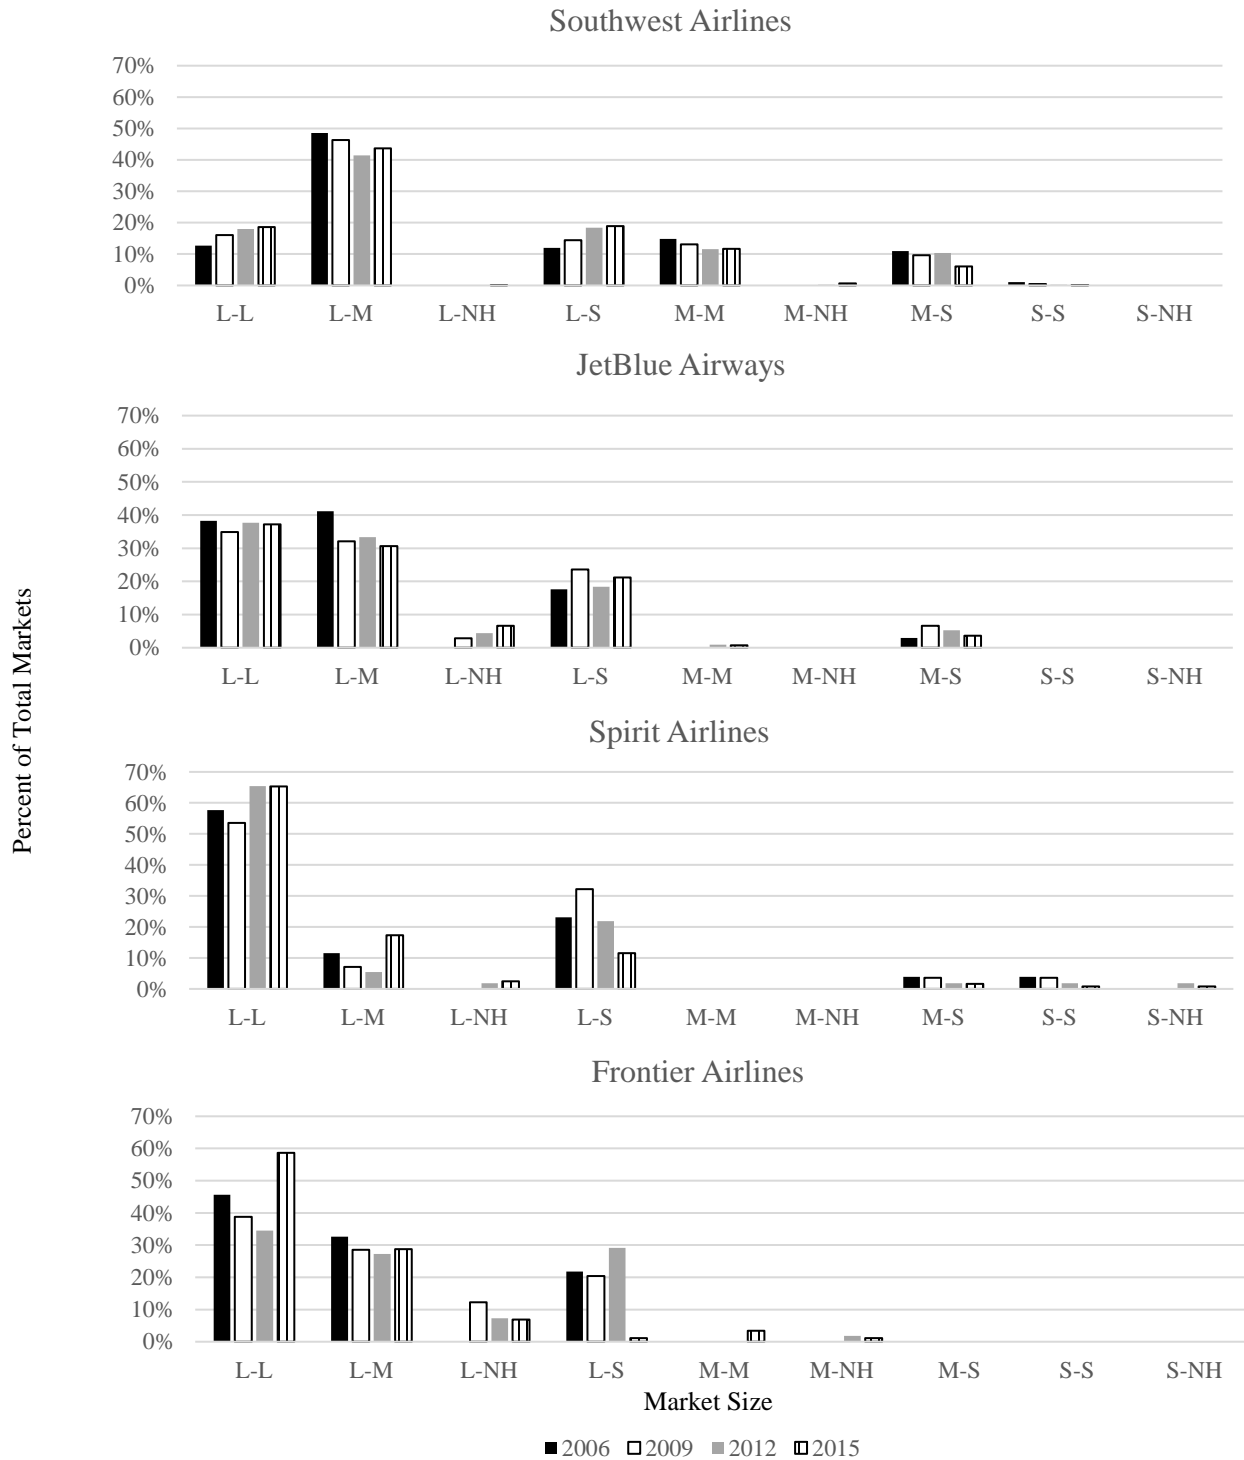 Southwest Airlines
70%
60%
50%
40%
30%
20%
10%
0%
L-L L-M L-NH L-S M-M M-NH M-S S-S S-NH
JetBlue Airways
70%
60%
50%
40%
30%
20%
10%
0%
L-L L-M L-NH L-S M-M M-NH M-S S-S S-NH
Percent of Total Markets
Spirit Airlines
70%
60%
50%
40%
30%
20%
10%
0%
L-L L-M L-NH L-S M-M M-NH M-S S-S S-NH
Frontier Airlines
70%
60%
50%
40%
30%
20%
10%
0%
L-L L-M L-NH L-S M-M M-NH M-S S-S S-NH
Market Size
2006 2009 2012 2015